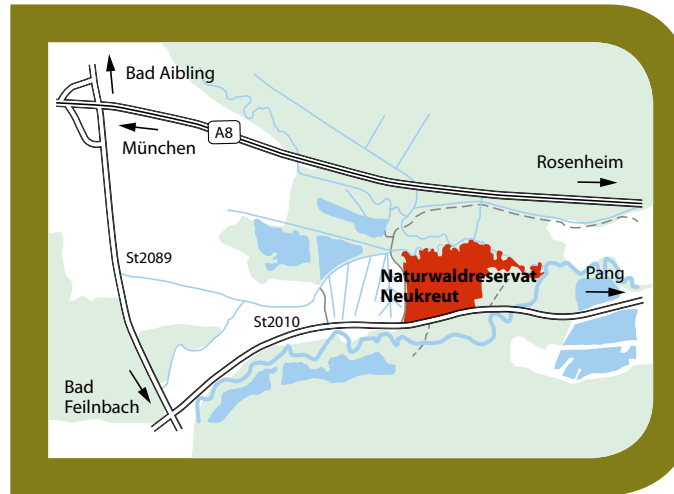 Bad Aibling
München
A8
Rosenheim
St2089
Naturwaldreservat
Neukreut
Pang
St2010
Bad
Feilnbach